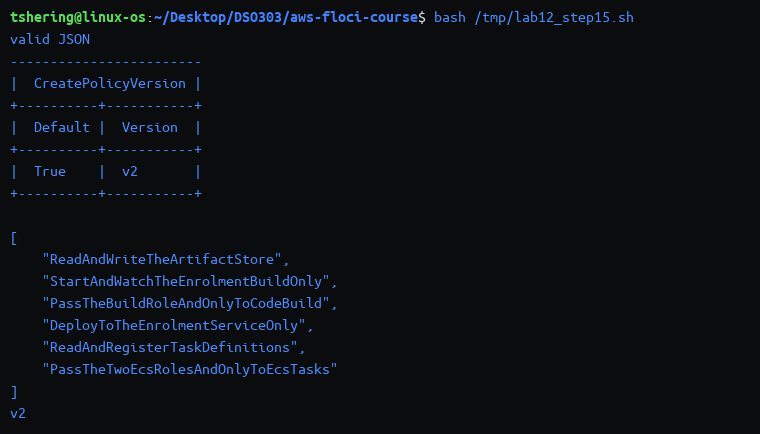 tshering@linux-os:~/Desktop/DSO303/aws-floci-course$ bash /tmp/lab12_step15.sh
valid JSON
------------------------
|  CreatePolicyVersion |
+----------+-----------+
|  Default |  Version  |
+----------+-----------+
|  True    |  v2       |
+----------+-----------+
[
    "ReadAndWriteTheArtifactStore",
    "StartAndWatchTheEnrolmentBuildOnly",
    "PassTheBuildRoleAndOnlyToCodeBuild",
    "DeployToTheEnrolmentServiceOnly",
    "ReadAndRegisterTaskDefinitions",
    "PassTheTwoEcsRolesAndOnlyToEcsTasks"
]
v2